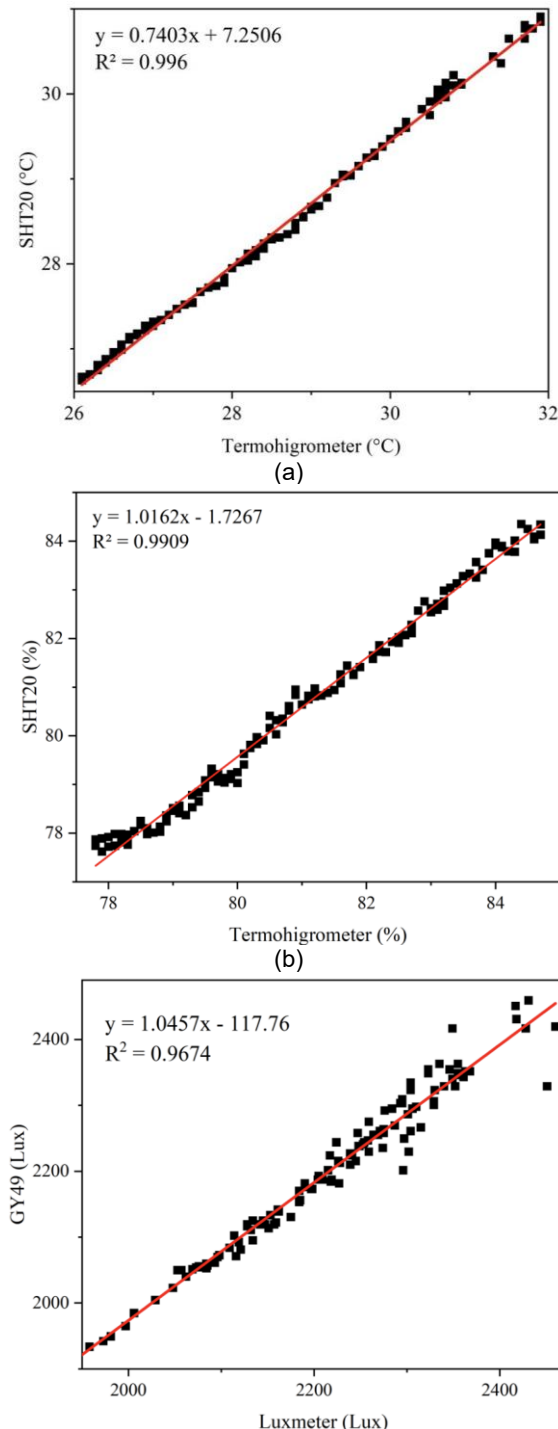 y = 0.7403x + 7.2506
R² = 0.996
30
28
SHT20 (°C)
26 28 30 32
Termohigrometer (°C)
(a)
y = 1.0162x - 1.7267
R² = 0.9909
84
82
80
78
SHT20 (%)
78 80 82 84
Termohigrometer (%)
(b)
y = 1.0457x - 117.76
R² = 0.9674
2400
2200
2000
GY49 (Lux)
2000 2200 2400
Luxmeter (Lux)